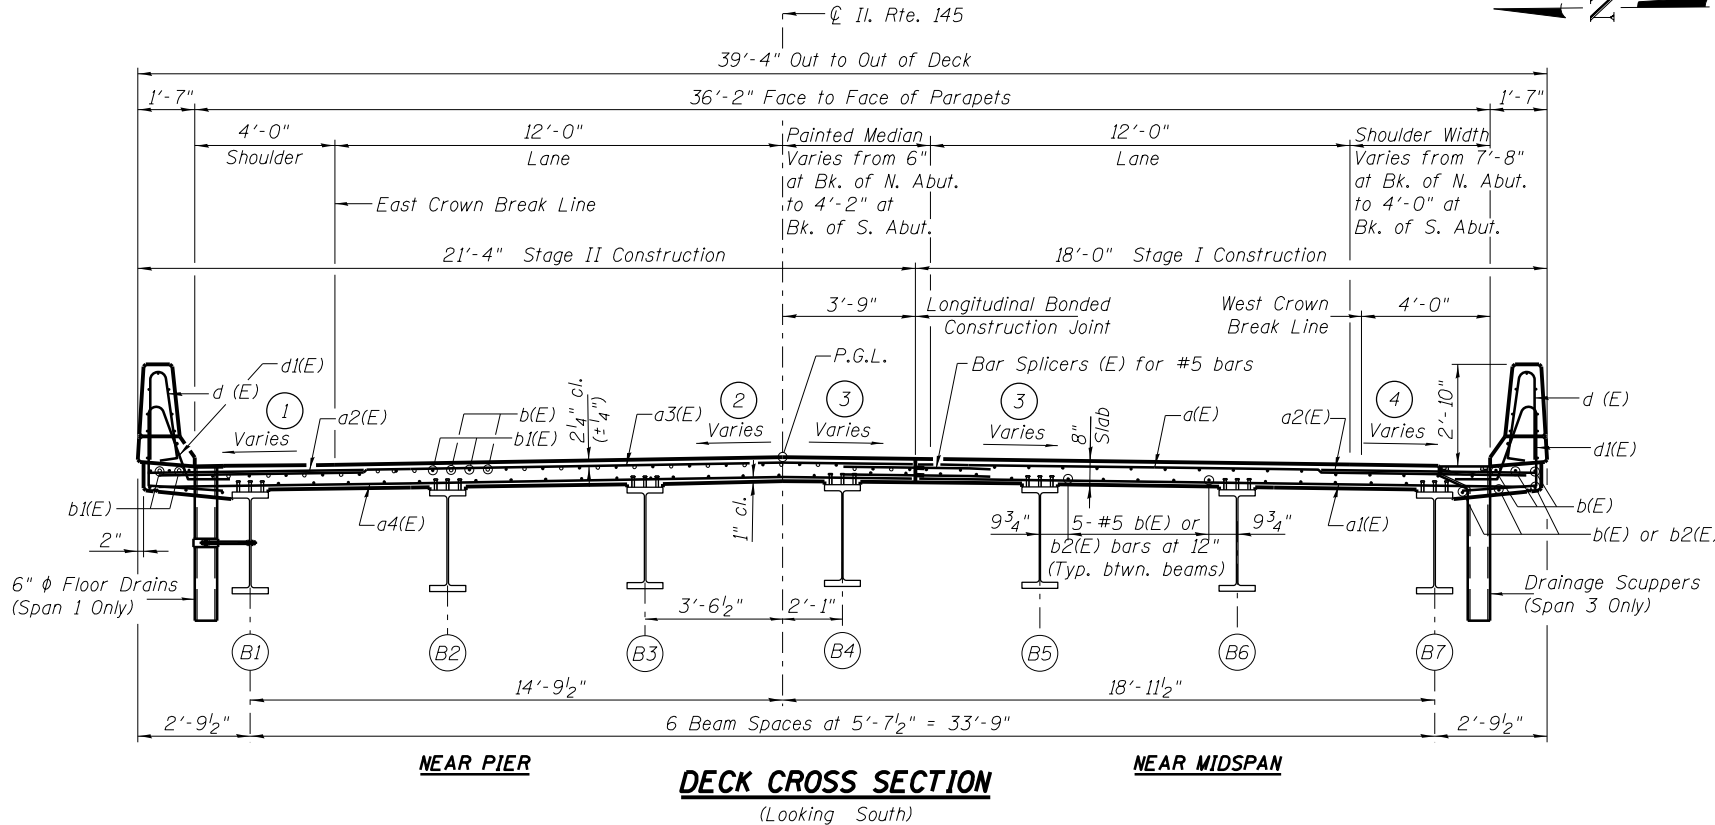 ℄ Il. Rte. 145
Z
39'-4" Out to Out of Deck
1'-7"
36'-2" Face to Face of Parapets
1'-7"
4'-0"
Shoulder
12'-0"
Lane
Painted Median
Varies from 6"
at Bk. of N. Abut.
to 4'-2" at
Bk. of S. Abut.
12'-0"
Lane
Shoulder Width
Varies from 7'-8"
at Bk. of N. Abut.
to 4'-0" at
Bk. of S. Abut.
East Crown Break Line
21'-4" Stage II Construction
18'-0" Stage I Construction
3'-9"
Longitudinal Bonded
Construction Joint
West Crown
Break Line
4'-0"
P.G.L.
Bar Splicers (E) for #5 bars
d1(E)
d (E)
1
Varies
a2(E)
b(E)
b1(E)
2¼" cl.
(±¼")
a3(E)
2
Varies
3
Varies
3
Varies
8"
Slab
a(E)
a2(E)
4
Varies
2'-10"
d (E)
d1(E)
b1(E)
a4(E)
1" cl.
9¾"
5-#5 b(E) or
b2(E) bars at 12"
(Typ. btwn. beams)
9¾"
a1(E)
b(E)
b(E) or b2(E)
2"
6" ϕ Floor Drains
(Span 1 Only)
Drainage Scuppers
(Span 3 Only)
3'-6½"
2'-1"
B1
B2
B3
B4
B5
B6
B7
14'-9½"
18'-11½"
2'-9½"
6 Beam Spaces at 5'-7½" = 33'-9"
2'-9½"
NEAR PIER
NEAR MIDSPAN
DECK CROSS SECTION
(Looking South)